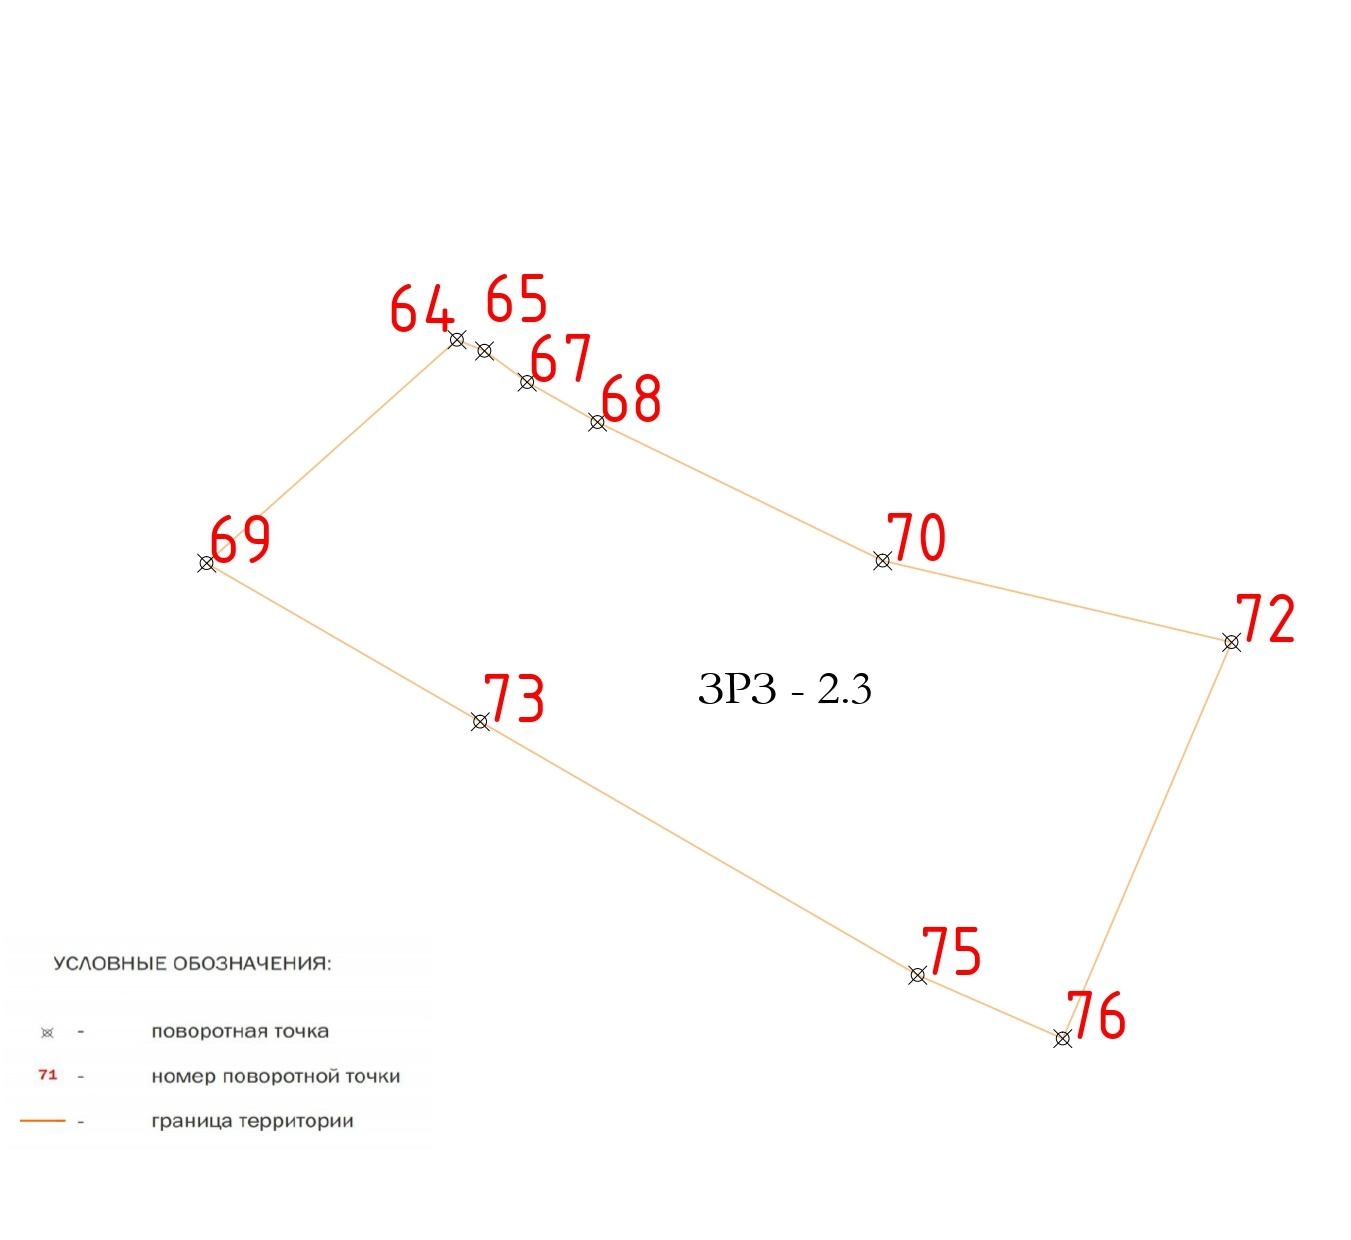 64
65
67
68
69
70
72
73
ЗРЗ - 2.3
75
76
УСЛОВНЫЕ ОБОЗНАЧЕНИЯ:
- поворотная точка
71 - номер поворотной точки
- граница территории